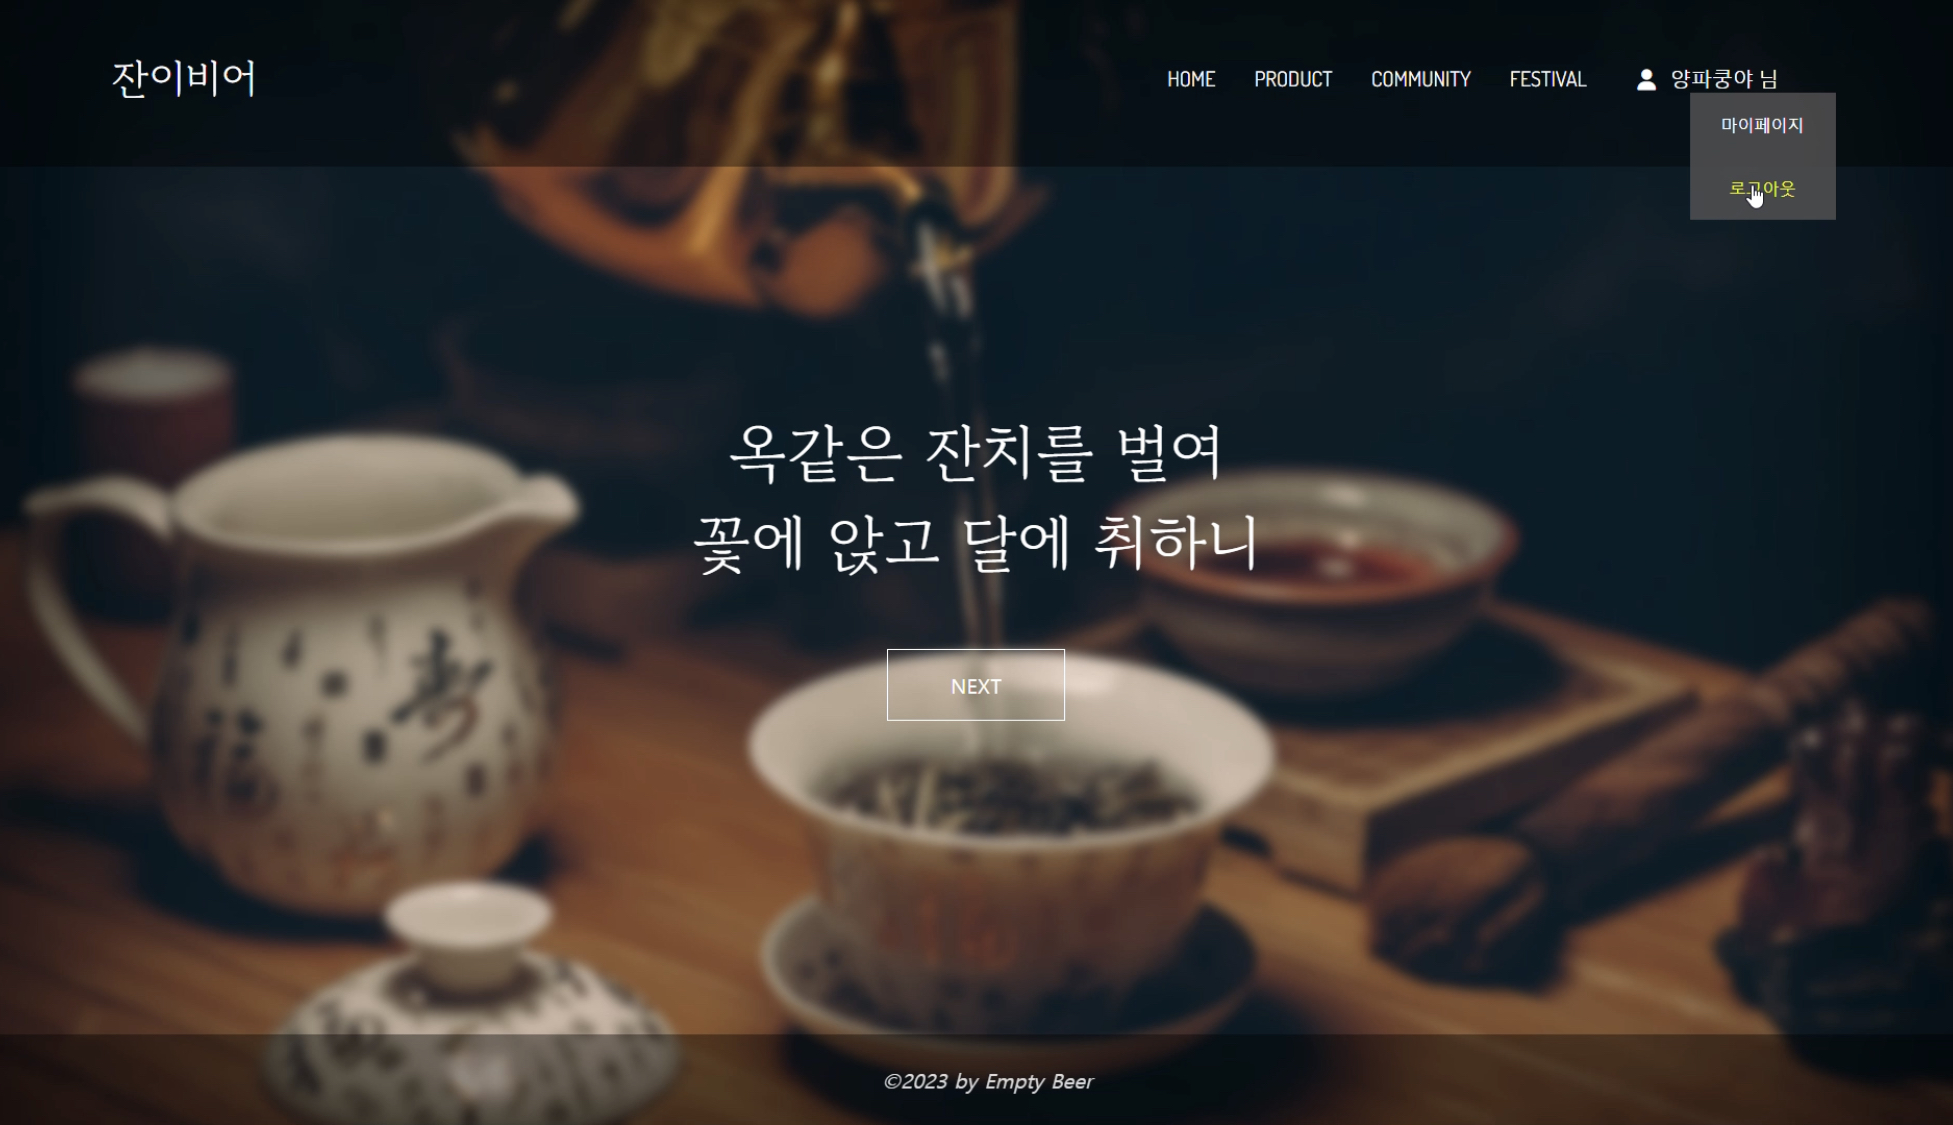 잔이비어
HOME PRODUCT COMMUNITY FESTIVAL 양파쿵야 님
마이페이지
로그아웃
옥같은 잔치를 벌여
꽃에 앉고 달에 취하니
NEXT
©2023 by Empty Beer